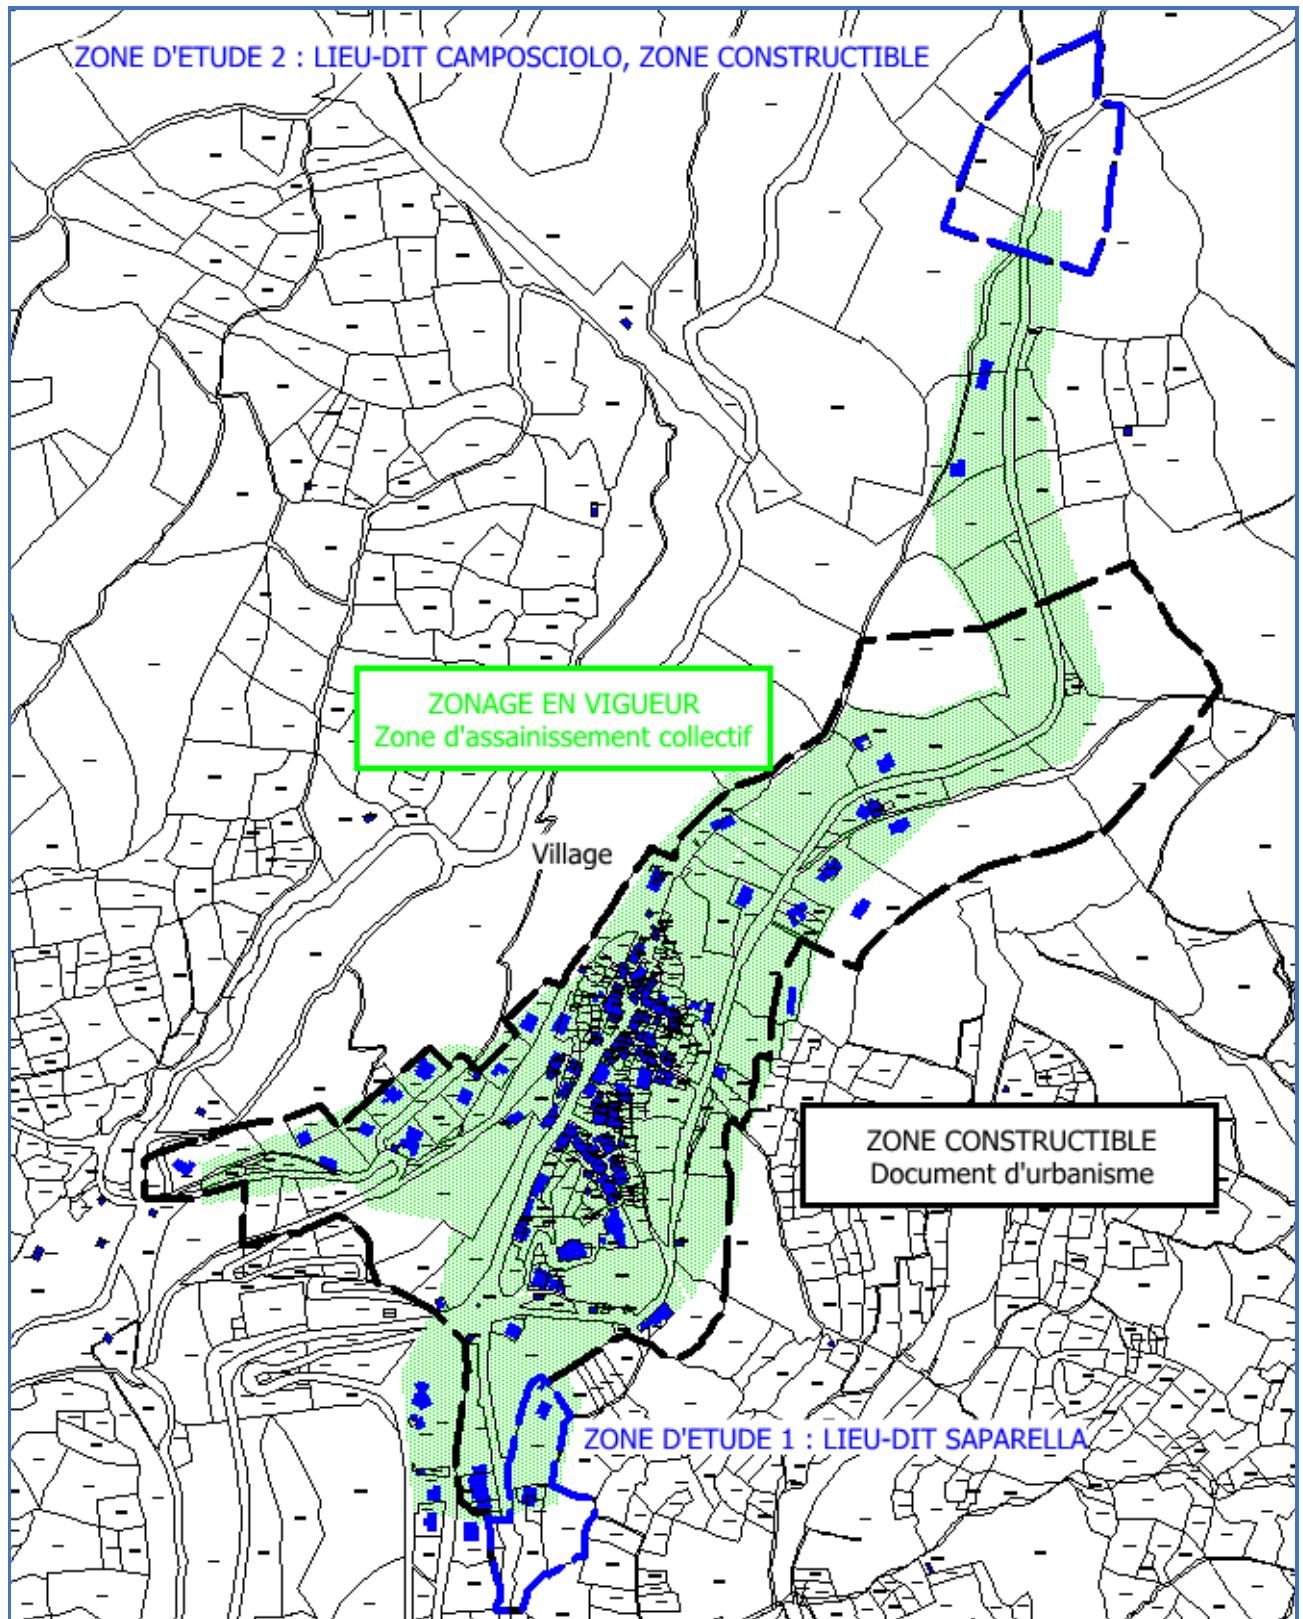 ZONE D'ETUDE 2 : LIEU-DIT CAMPOSCIOLO, ZONE CONSTRUCTIBLE
ZONAGE EN VIGUEUR
Zone d'assainissement collectif
Village
ZONE CONSTRUCTIBLE
Document d'urbanisme
ZONE D'ETUDE 1 : LIEU-DIT SAPARELLA